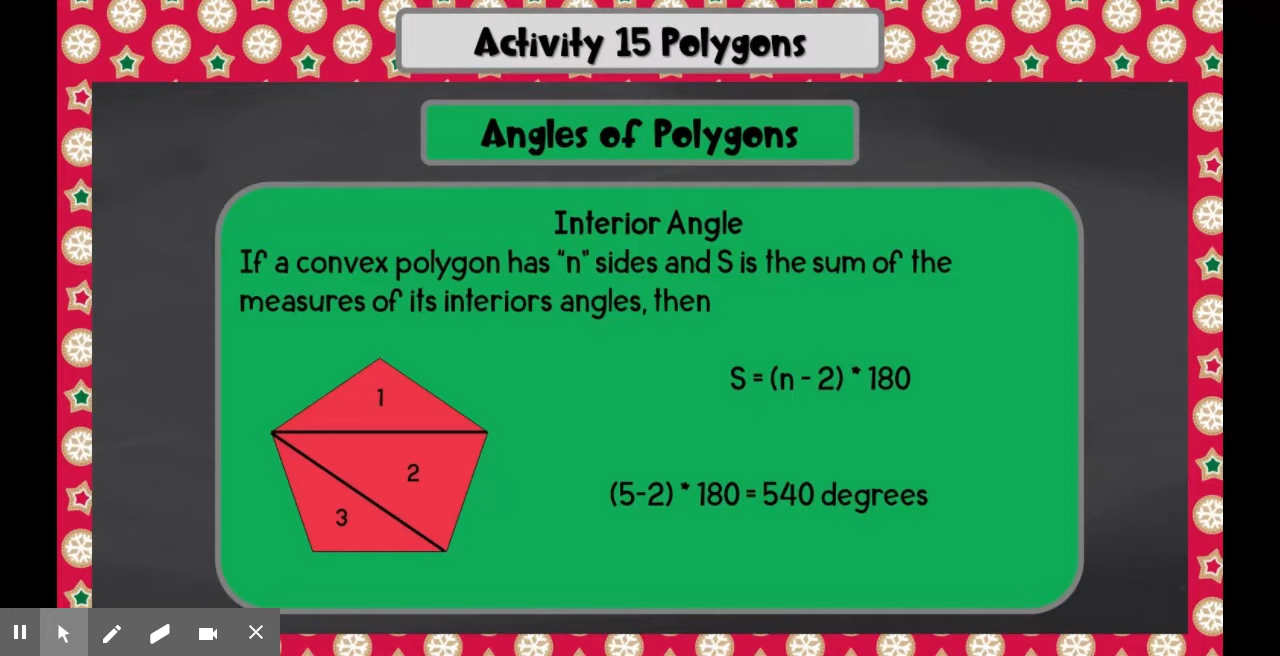 Activity 15 Polygons
Angles of Polygons
Interior Angle
If a convex polygon has "n" sides and S is the sum of the
measures of its interiors angles, then
1
2
3
S = (n - 2) * 180
(5-2) * 180 = 540 degrees